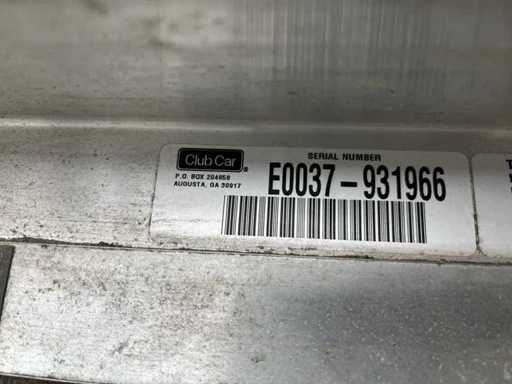 Club Car
P.O. BOX 204658
AUGUSTA, GA 30917
SERIAL NUMBER
E0037-931966